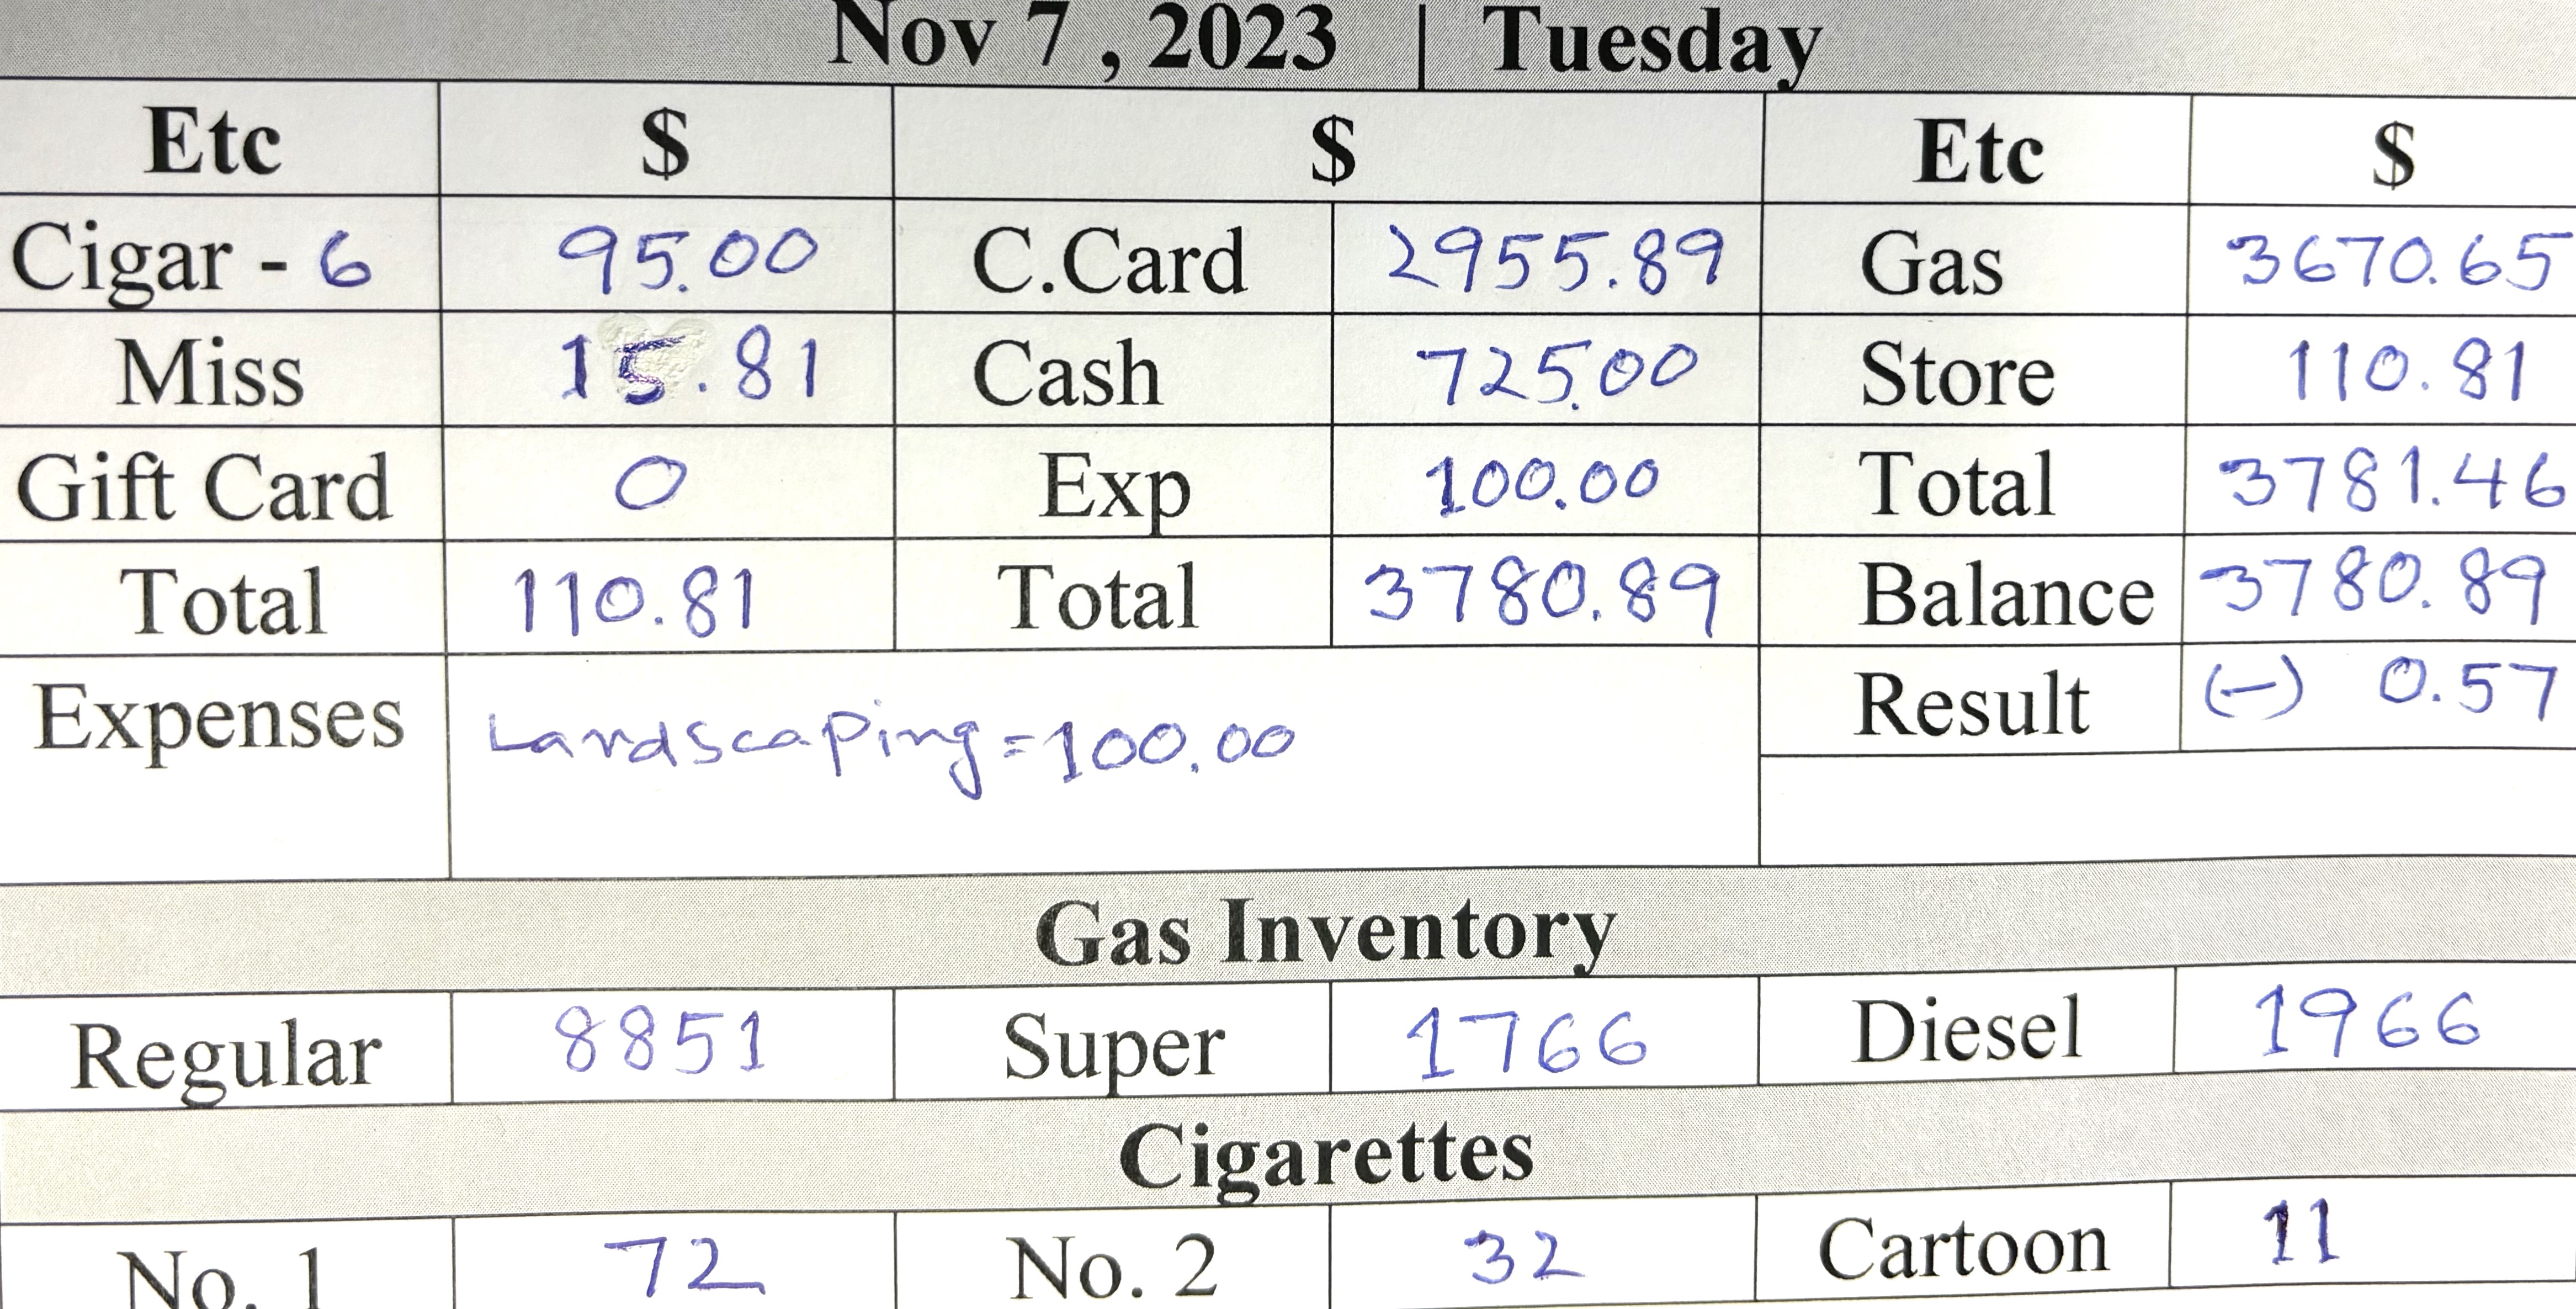 Nov 7 , 2023 | Tuesday
Etc $ $ Etc $
Cigar - 6 95.00 C.Card 2955.89 Gas 3670.65
Miss 15.81 Cash 725.00 Store 110.81
Gift Card 0 Exp 100.00 Total 3781.46
Total 110.81 Total 3780.89 Balance 3780.89
Expenses Landscaping=100.00 Result (-) 0.57
Gas Inventory
Regular 8851 Super 1766 Diesel 1966
Cigarettes
No. 1 72 No. 2 32 Cartoon 11